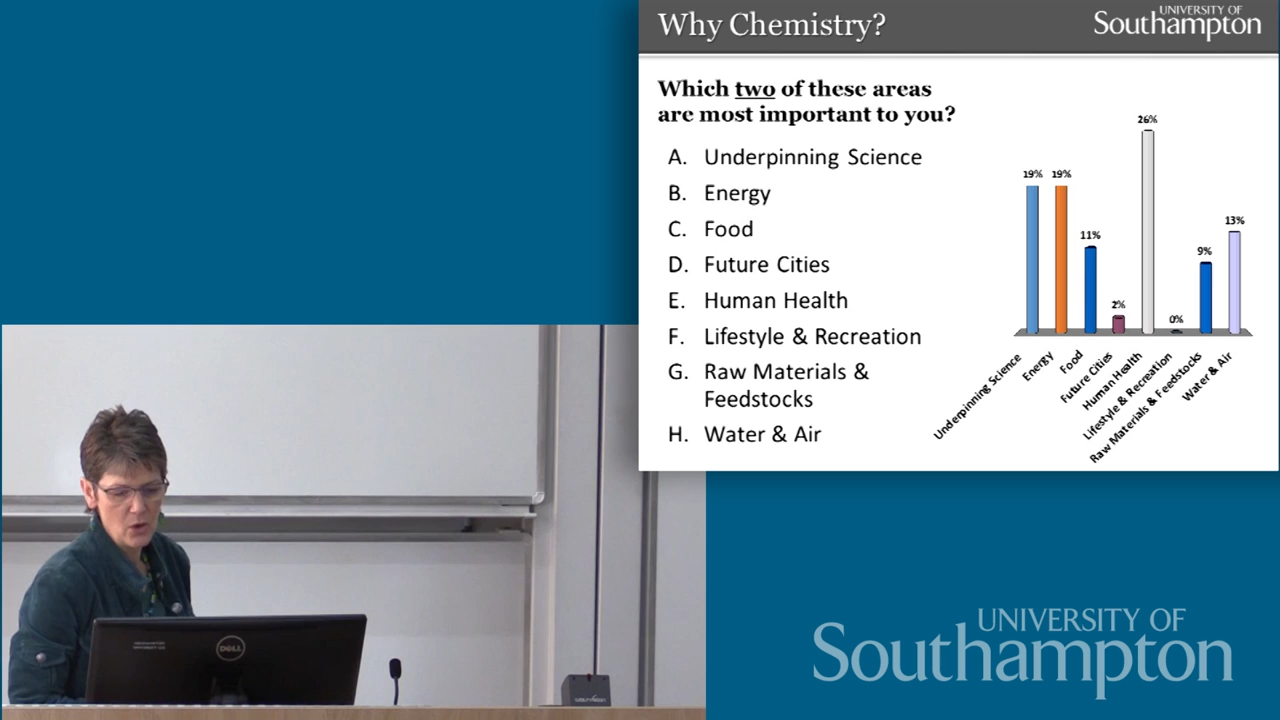 Why Chemistry?
UNIVERSITY OF
Southampton
Which two of these areas
are most important to you?
A. Underpinning Science
B. Energy
C. Food
D. Future Cities
E. Human Health
F. Lifestyle & Recreation
G. Raw Materials &
Feedstocks
H. Water & Air
19%
19%
11%
2%
26%
0%
9%
13%
Underpinning Science
Energy
Food
Future Cities
Human Health
Lifestyle & Recreation
Raw Materials & Feedstocks
Water & Air
DELL
UNIVERSITY OF
Southampton